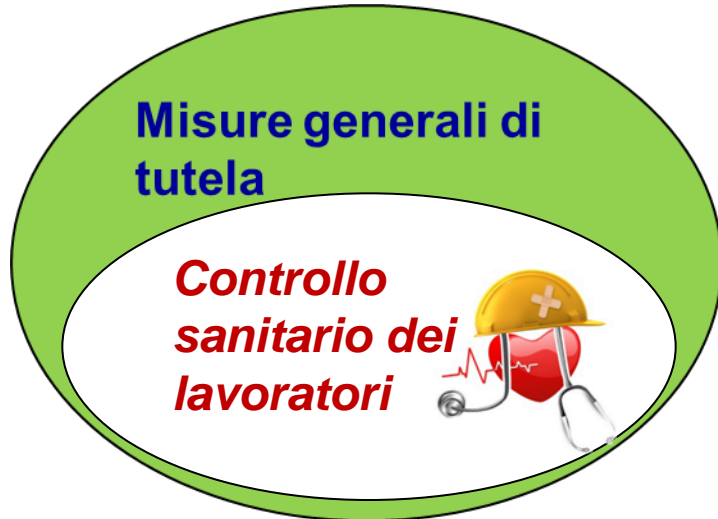 Misure generali di
tutela
Controllo
sanitario dei
lavoratori